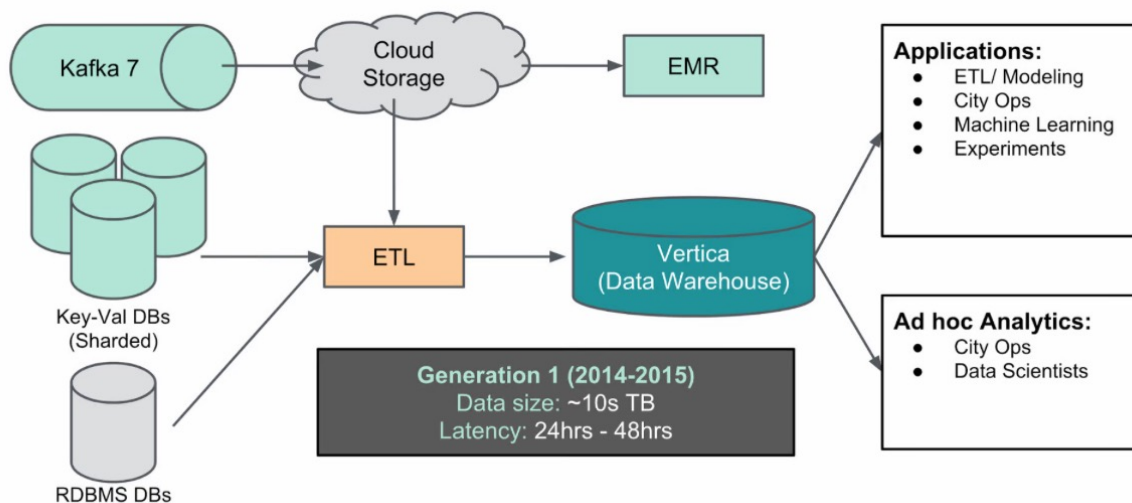 Kafka 7
Cloud
Storage
EMR
Applications:
● ETL/ Modeling
● City Ops
● Machine Learning
● Experiments
Key-Val DBs
(Sharded)
ETL
Vertica
(Data Warehouse)
Ad hoc Analytics:
● City Ops
● Data Scientists
Generation 1 (2014-2015)
Data size: ~10s TB
Latency: 24hrs - 48hrs
RDBMS DBs